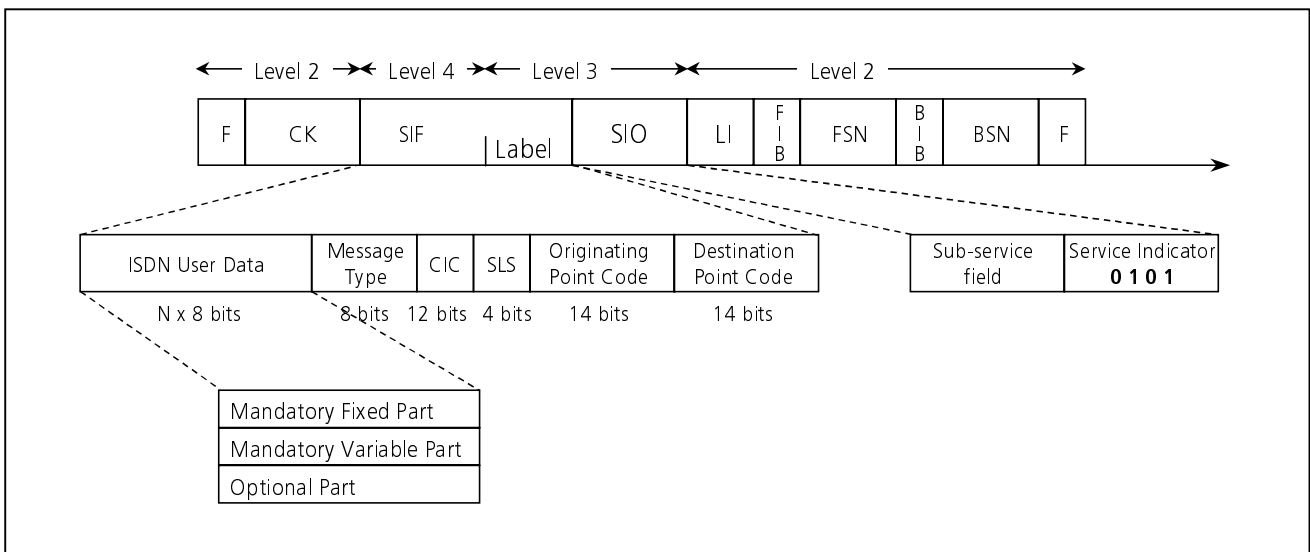 Level 2 Level 4 Level 3 Level 2
F CK SIF Label SIO LI FIB FSN BIB BSN F
ISDN User Data Message Type CIC SLS Originating Point Code Destination Point Code Sub-service field Service Indicator 0 1 0 1
N x 8 bits 8 bits 12 bits 4 bits 14 bits 14 bits
Mandatory Fixed Part
Mandatory Variable Part
Optional Part